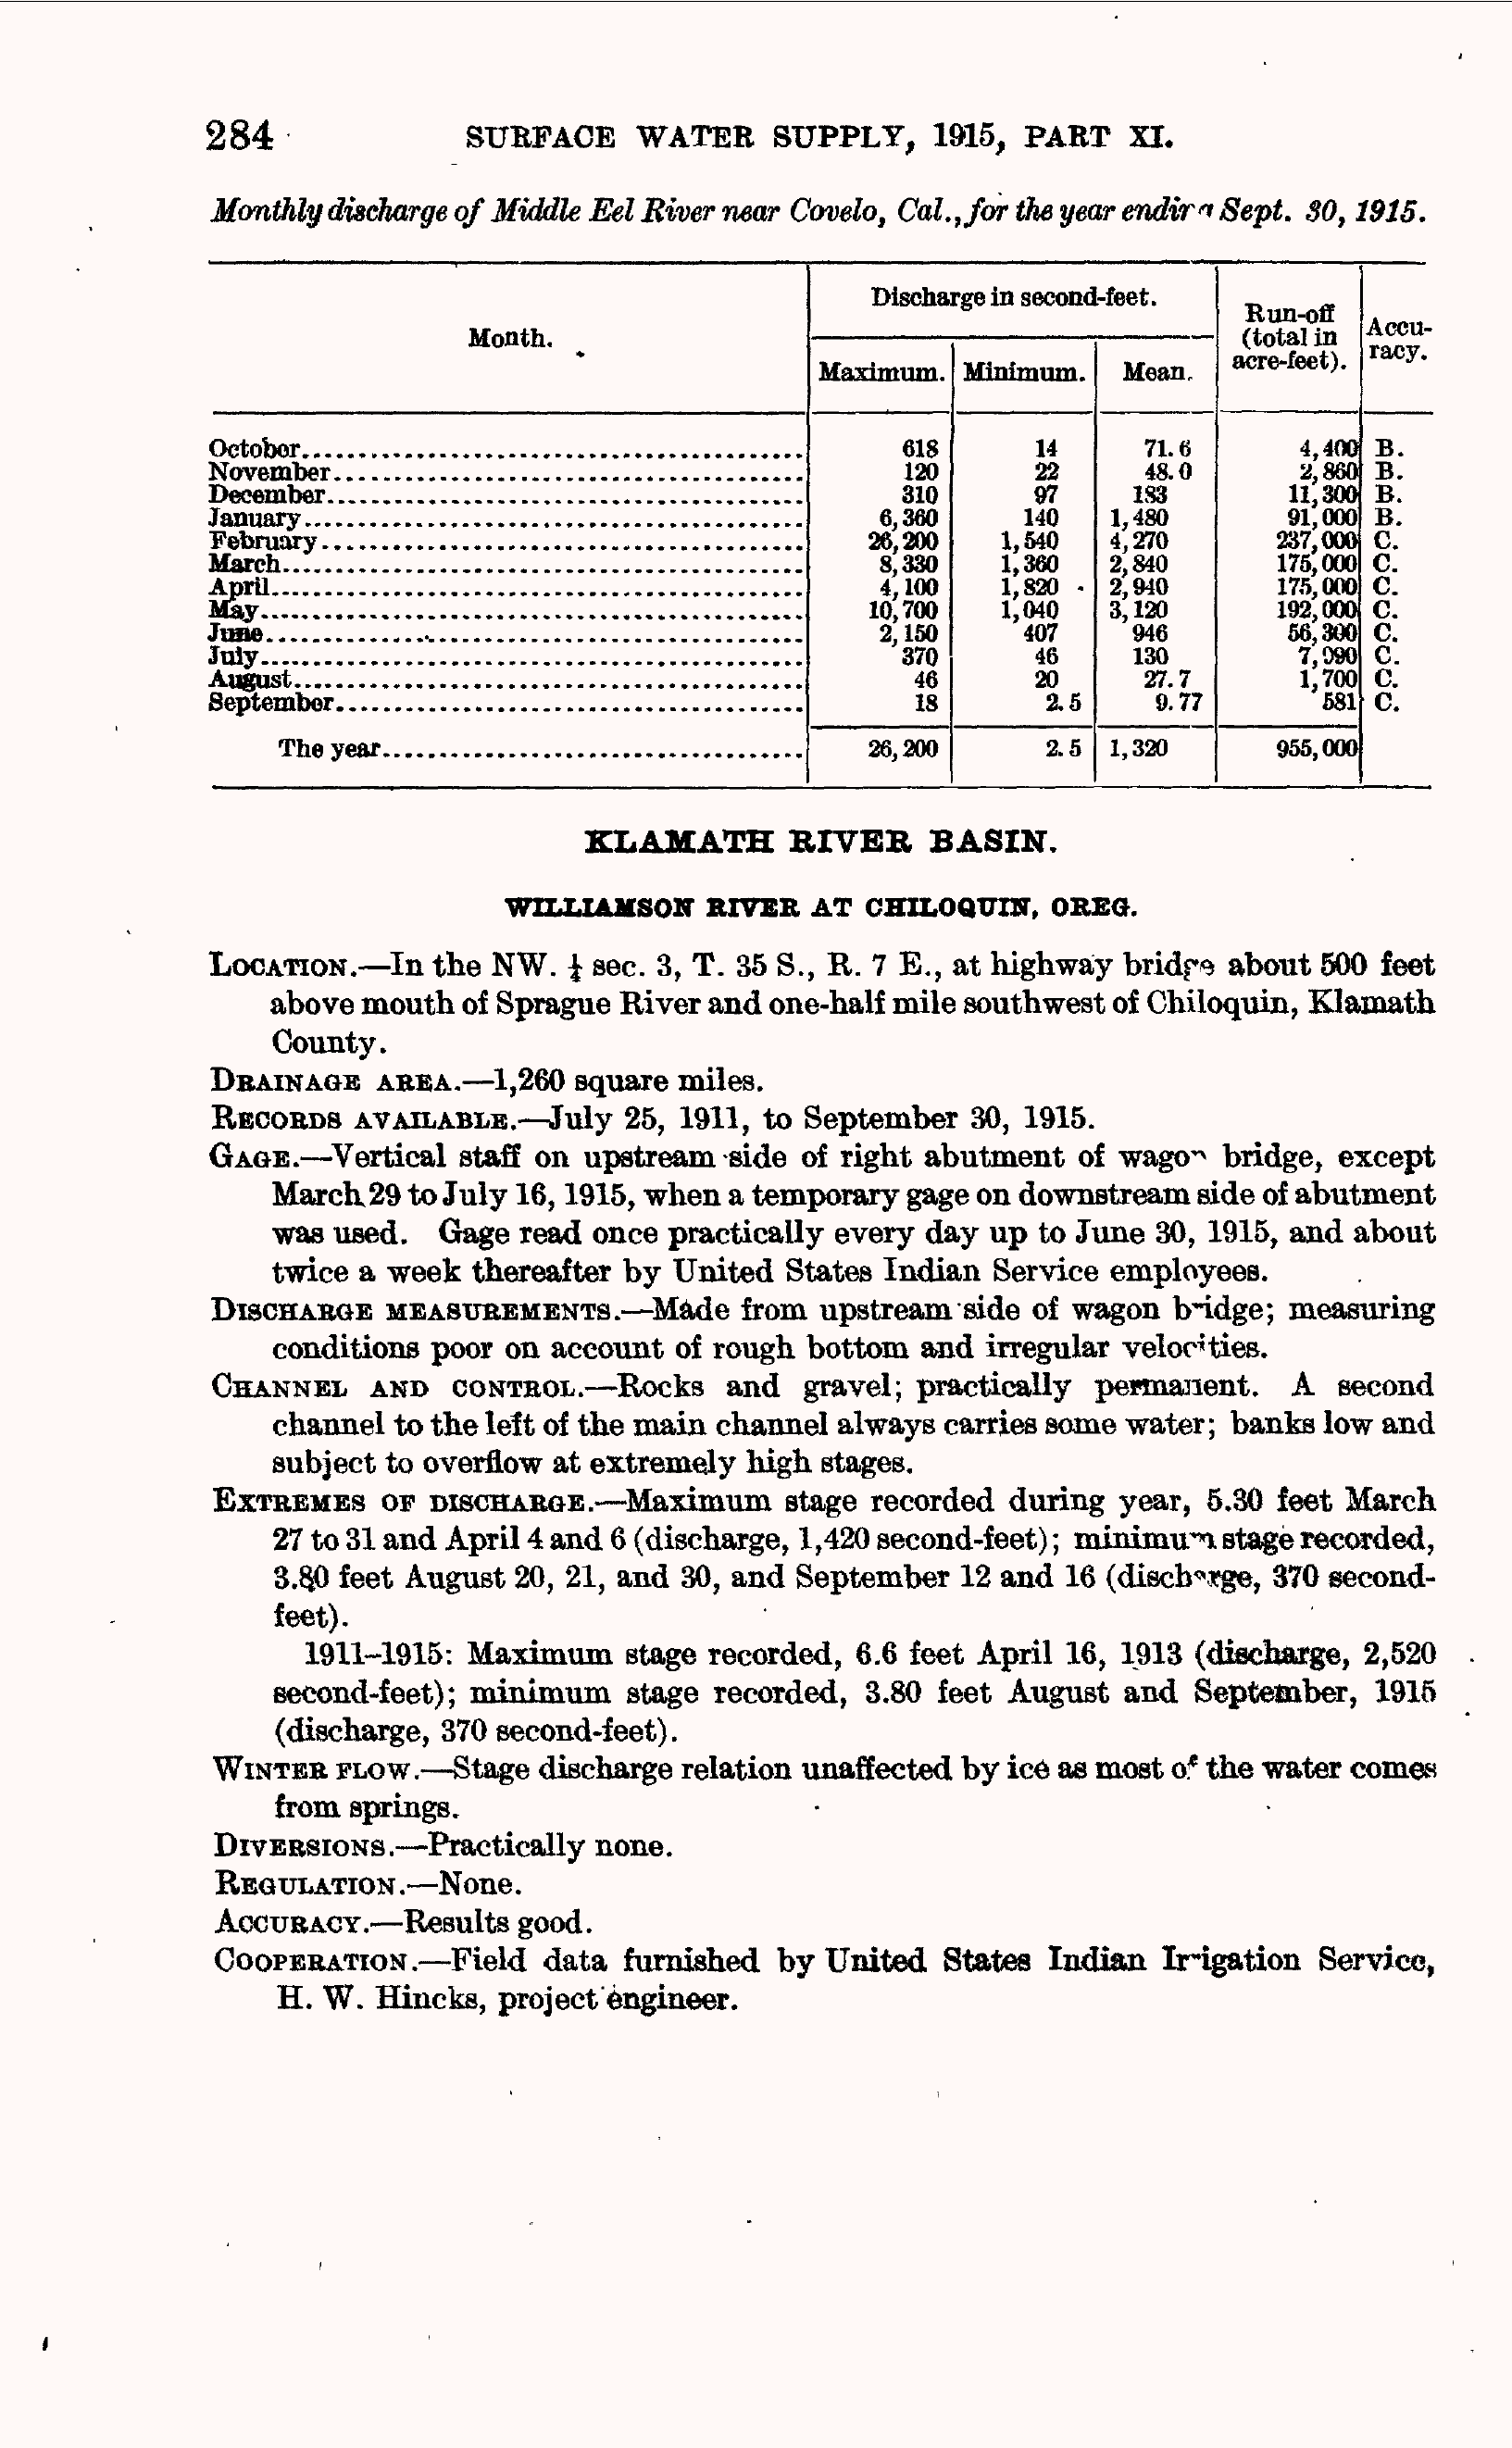 284 SURFACE WATER SUPPLY, 1915, PART XI.
Monthly discharge of Middle Eel River near Covelo, Cal., for the year ending Sept. 30, 1915.
Month. Discharge in second-feet. Run-off (total in acre-feet). Accu-racy.
Maximum. Minimum. Mean.
October 618 14 71.6 4,400 B.
November 120 22 48.0 2,860 B.
December 310 97 183 11,300 B.
January 6,360 140 1,480 91,000 B.
February 26,200 1,540 4,270 237,000 C.
March 8,330 1,360 2,840 175,000 C.
April 4,100 1,820 2,940 175,000 C.
May 10,700 1,040 3,120 192,000 C.
June 2,150 407 946 56,300 C.
July 370 46 130 7,990 C.
August 46 20 27.7 1,700 C.
September 18 2.5 9.77 581 C.
The year 26,200 2.5 1,320 955,000
KLAMATH RIVER BASIN.
WILLIAMSON RIVER AT CHILOQUIN, OREG.
LOCATION.—In the NW. ¼ sec. 3, T. 35 S., R. 7 E., at highway bridge about 500 feet
above mouth of Sprague River and one-half mile southwest of Chiloquin, Klamath
County.
DRAINAGE AREA.—1,260 square miles.
RECORDS AVAILABLE.—July 25, 1911, to September 30, 1915.
GAGE.—Vertical staff on upstream side of right abutment of wagon bridge, except
March 29 to July 16, 1915, when a temporary gage on downstream side of abutment
was used. Gage read once practically every day up to June 30, 1915, and about
twice a week thereafter by United States Indian Service employees.
DISCHARGE MEASUREMENTS.—Made from upstream side of wagon bridge; measuring
conditions poor on account of rough bottom and irregular velocities.
CHANNEL AND CONTROL.—Rocks and gravel; practically permanent. A second
channel to the left of the main channel always carries some water; banks low and
subject to overflow at extremely high stages.
EXTREMES OF DISCHARGE.—Maximum stage recorded during year, 5.30 feet March
27 to 31 and April 4 and 6 (discharge, 1,420 second-feet); minimum stage recorded,
3.80 feet August 20, 21, and 30, and September 12 and 16 (discharge, 370 second-
feet).
1911–1915: Maximum stage recorded, 6.6 feet April 16, 1913 (discharge, 2,520
second-feet); minimum stage recorded, 3.80 feet August and September, 1915
(discharge, 370 second-feet).
WINTER FLOW.—Stage discharge relation unaffected by ice as most of the water comes
from springs.
DIVERSIONS.—Practically none.
REGULATION.—None.
ACCURACY.—Results good.
COOPERATION.—Field data furnished by United States Indian Irrigation Service,
H. W. Hincks, project engineer.